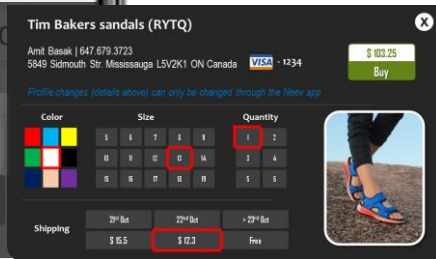 Tim Bakers sandals (RYTQ)
X
Amit Basak | 647.679.3723
5849 Sidmouth Str. Mississauga L5V2K1 ON Canada VISA - 1234
$ 103.25
Buy
Profile changes (details above) can only be changed through the Neev app
Color Size Quantity
5 6 7 8 9 1 2
10 11 12 13 14 3 4
15 16 17 18 5 6
Shipping
21st Oct 22nd Oct > 23rd Oct
$ 15.5 $ 12.3 Free